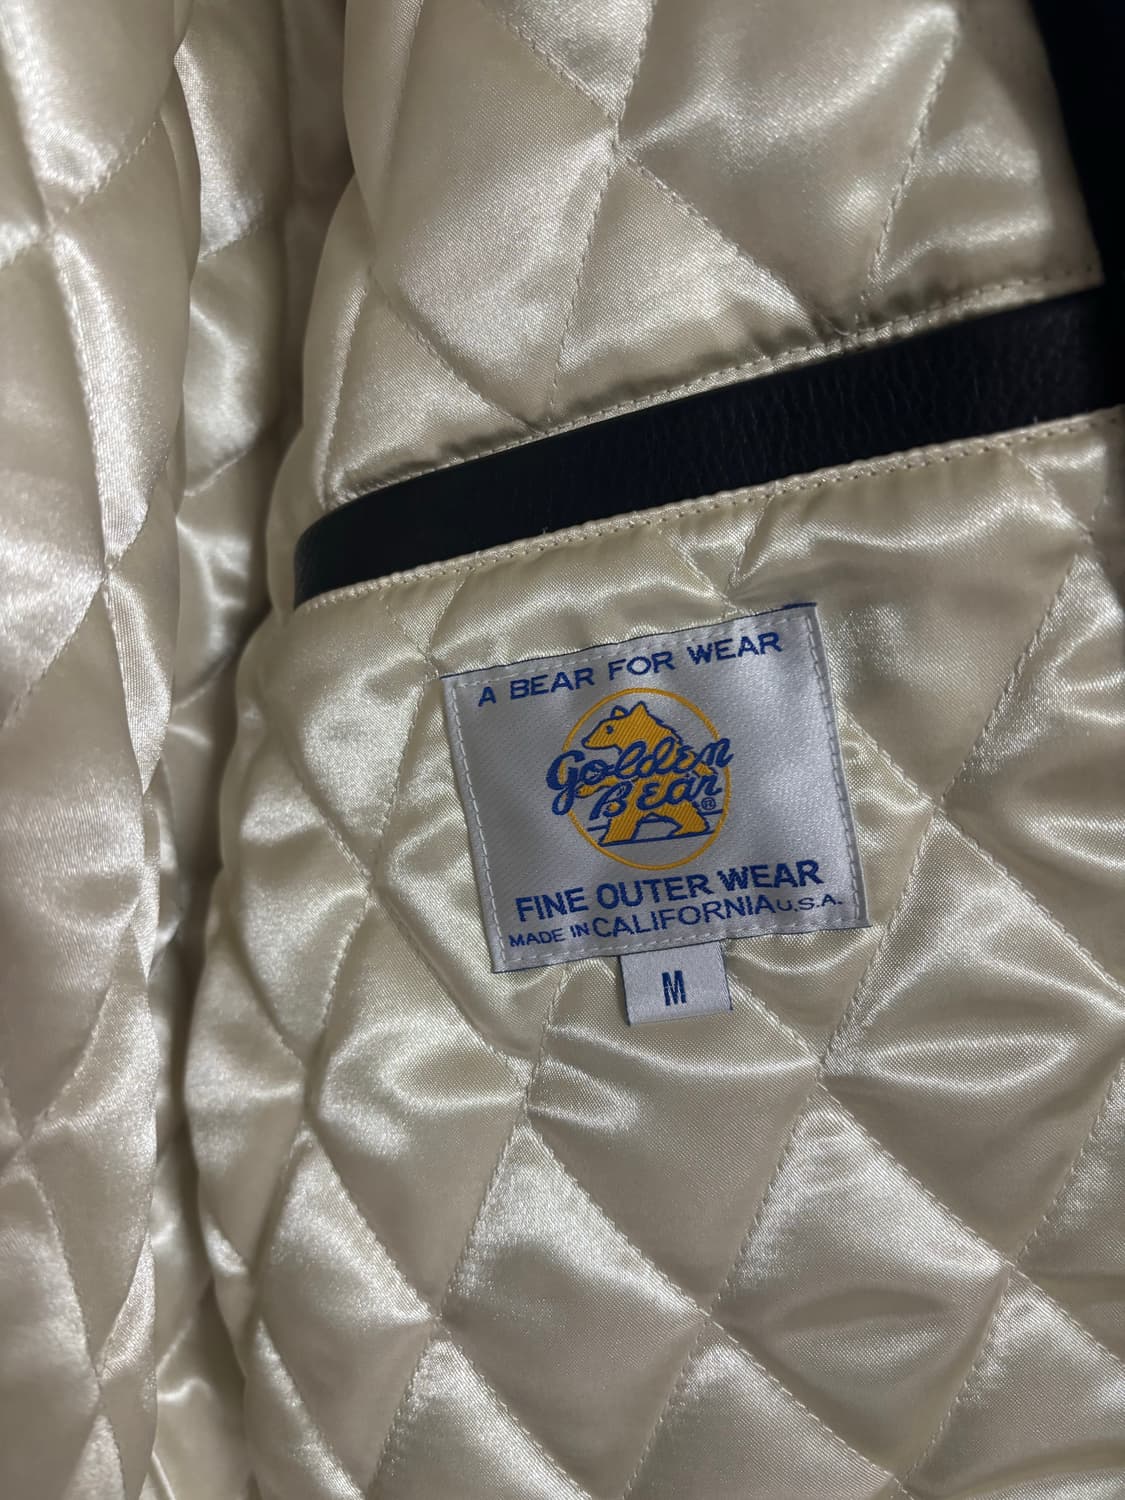 A BEAR FOR WEAR
Golden
Bear®
FINE OUTER WEAR
MADE IN CALIFORNIA U.S.A.
M